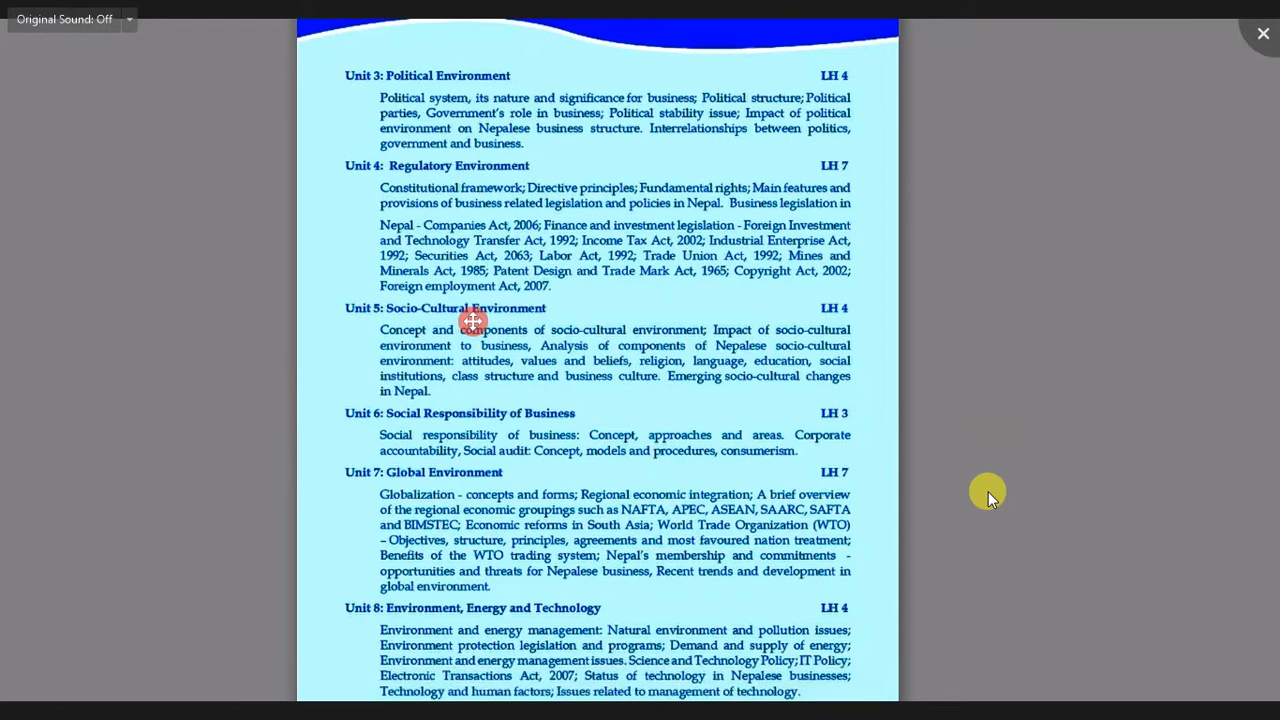 Original Sound: Off
Unit 3: Political Environment LH 4
Political system, its nature and significance for business; Political structure; Political
parties, Government's role in business; Political stability issue; Impact of political
environment on Nepalese business structure. Interrelationships between politics,
government and business.
Unit 4: Regulatory Environment LH 7
Constitutional framework; Directive principles; Fundamental rights; Main features and
provisions of business related legislation and policies in Nepal. Business legislation in
Nepal - Companies Act, 2006; Finance and investment legislation - Foreign Investment
and Technology Transfer Act, 1992; Income Tax Act, 2002; Industrial Enterprise Act,
1992; Securities Act, 2063; Labor Act, 1992; Trade Union Act, 1992; Mines and
Minerals Act, 1985; Patent Design and Trade Mark Act, 1965; Copyright Act, 2002;
Foreign employment Act, 2007.
Unit 5: Socio-Cultural Environment LH 4
Concept and components of socio-cultural environment; Impact of socio-cultural
environment to business, Analysis of components of Nepalese socio-cultural
environment: attitudes, values and beliefs, religion, language, education, social
institutions, class structure and business culture. Emerging socio-cultural changes
in Nepal.
Unit 6: Social Responsibility of Business LH 3
Social responsibility of business: Concept, approaches and areas. Corporate
accountability, Social audit: Concept, models and procedures, consumerism.
Unit 7: Global Environment LH 7
Globalization - concepts and forms; Regional economic integration; A brief overview
of the regional economic groupings such as NAFTA, APEC, ASEAN, SAARC, SAFTA
and BIMSTEC; Economic reforms in South Asia; World Trade Organization (WTO)
– Objectives, structure, principles, agreements and most favoured nation treatment;
Benefits of the WTO trading system; Nepal's membership and commitments -
opportunities and threats for Nepalese business, Recent trends and development in
global environment.
Unit 8: Environment, Energy and Technology LH 4
Environment and energy management: Natural environment and pollution issues;
Environment protection legislation and programs; Demand and supply of energy;
Environment and energy management issues. Science and Technology Policy; IT Policy;
Electronic Transactions Act, 2007; Status of technology in Nepalese businesses;
Technology and human factors; Issues related to management of technology.